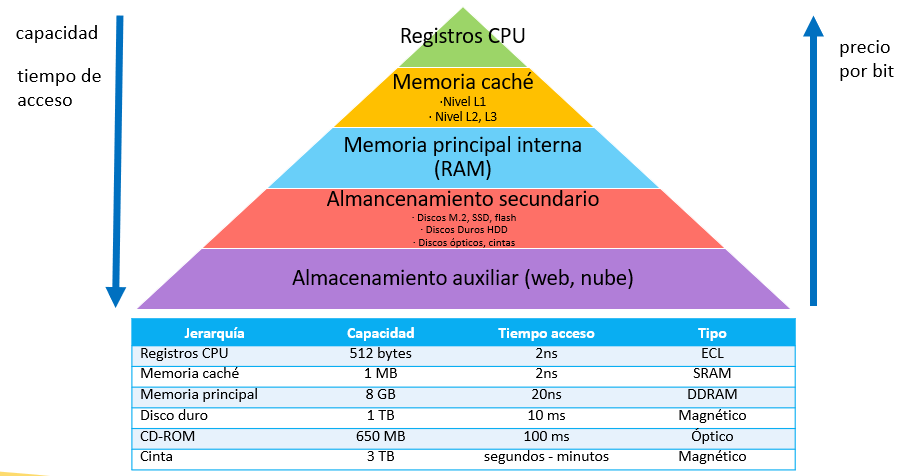 capacidad
tiempo de
acceso
Registros CPU
Memoria caché
·Nivel L1
· Nivel L2, L3
Memoria principal interna
(RAM)
Almancenamiento secundario
· Discos M.2, SSD, flash
· Discos Duros HDD
· Discos ópticos, cintas
Almacenamiento auxiliar (web, nube)
precio
por bit
Jerarquía Capacidad Tiempo acceso Tipo
Registros CPU 512 bytes 2ns ECL
Memoria caché 1 MB 2ns SRAM
Memoria principal 8 GB 20ns DDRAM
Disco duro 1 TB 10 ms Magnético
CD-ROM 650 MB 100 ms Óptico
Cinta 3 TB segundos - minutos Magnético